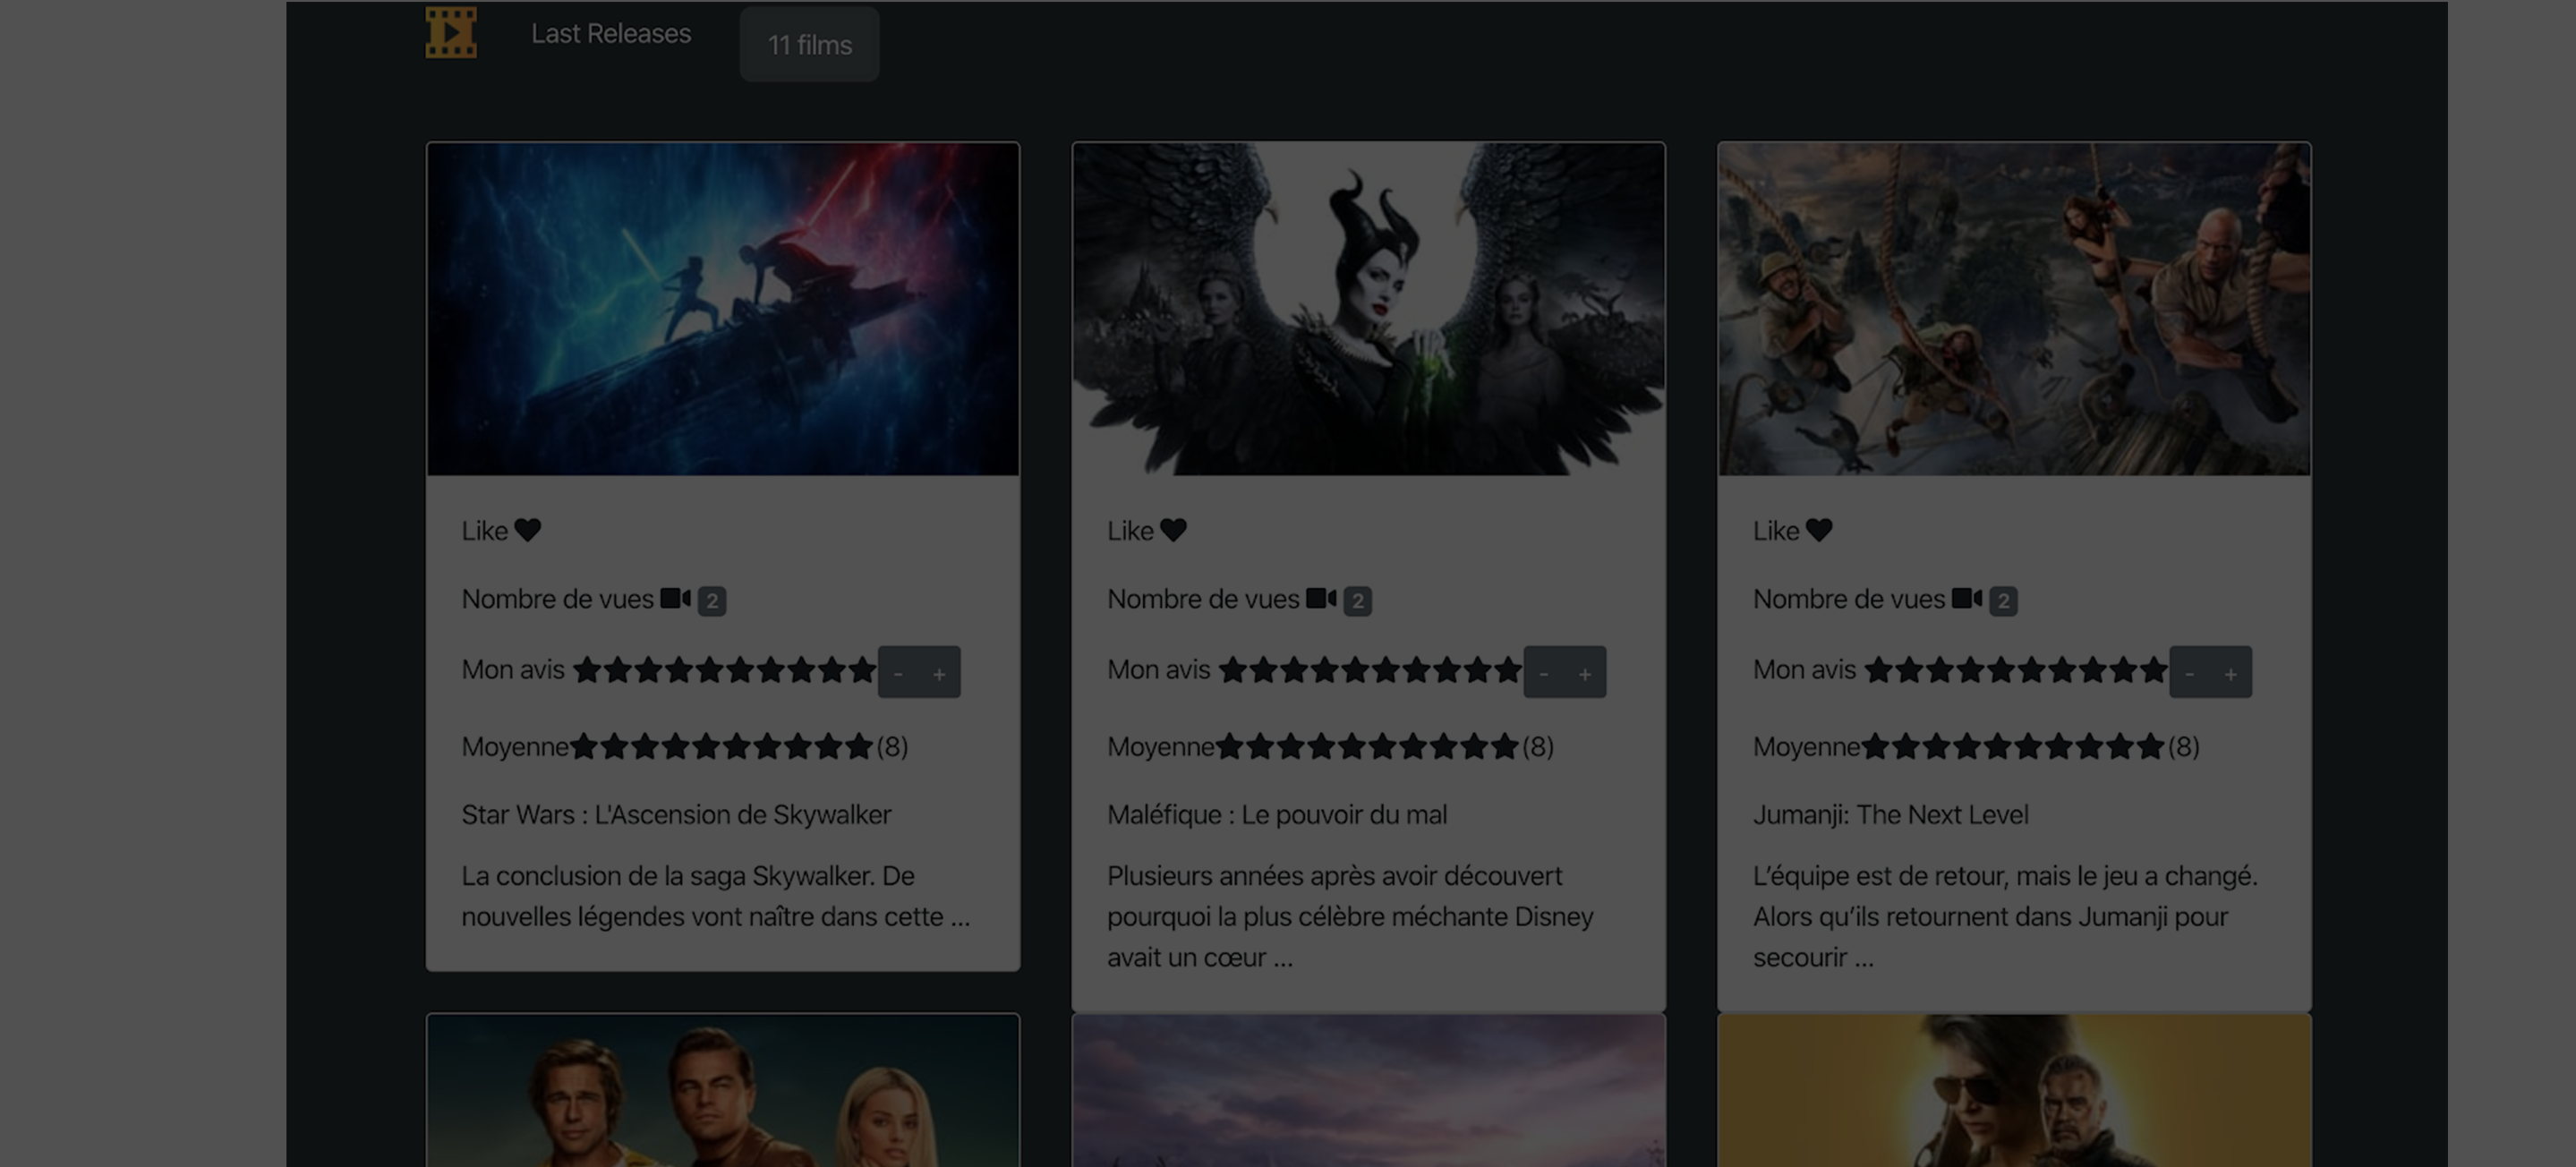 Last Releases
11 films
Like
Nombre de vues 2
Mon avis - +
Moyenne (8)
Star Wars : L'Ascension de Skywalker
La conclusion de la saga Skywalker. De
nouvelles légendes vont naître dans cette ...
Like
Nombre de vues 2
Mon avis - +
Moyenne (8)
Maléfique : Le pouvoir du mal
Plusieurs années après avoir découvert
pourquoi la plus célèbre méchante Disney
avait un cœur ...
Like
Nombre de vues 2
Mon avis - +
Moyenne (8)
Jumanji: The Next Level
L’équipe est de retour, mais le jeu a changé.
Alors qu’ils retournent dans Jumanji pour
secourir ...